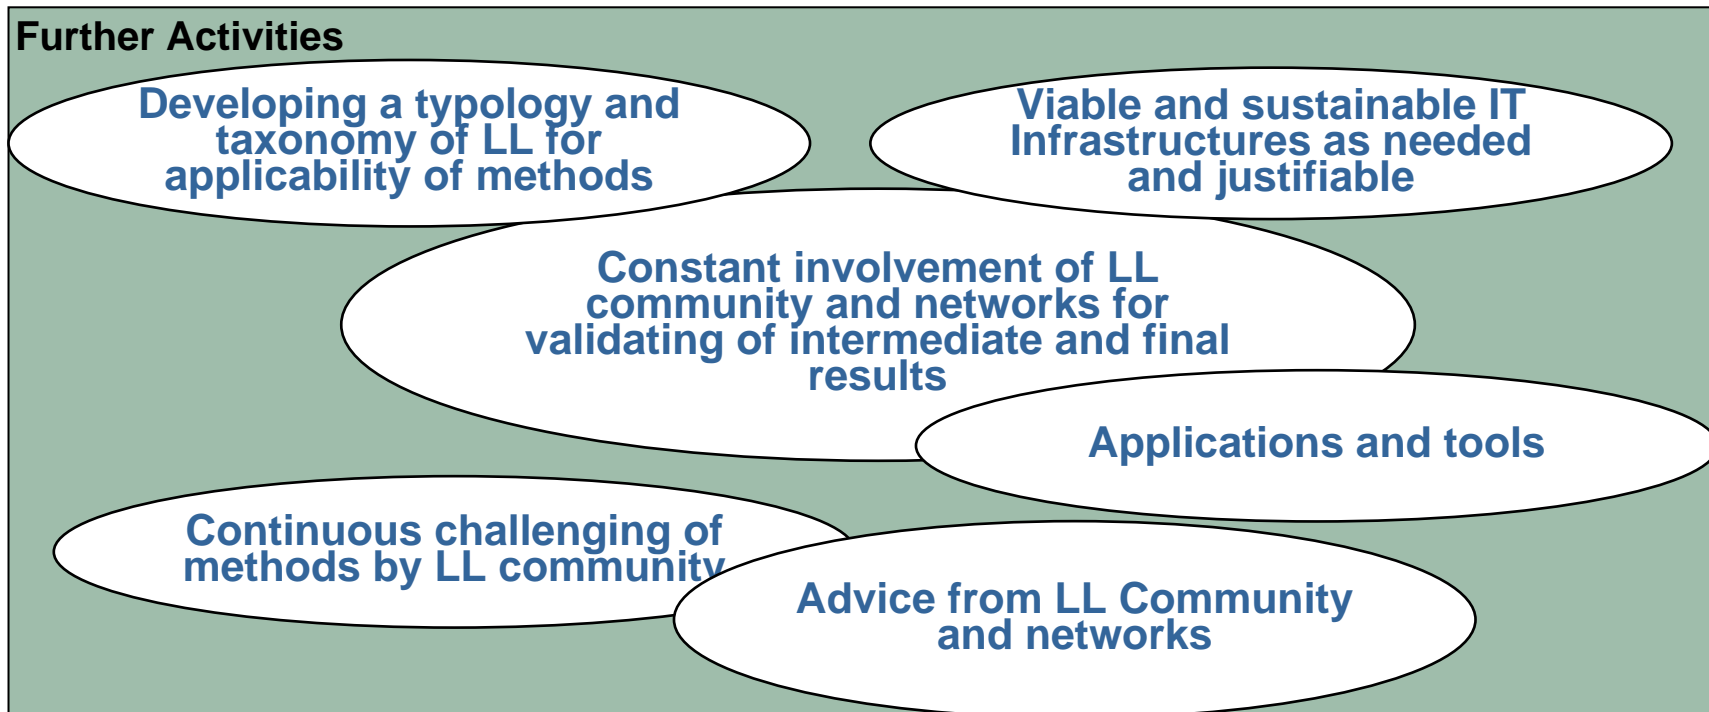 Further Activities
Developing a typology and
taxonomy of LL for
applicability of methods
Viable and sustainable IT
Infrastructures as needed
and justifiable
Constant involvement of LL
community and networks for
validating of intermediate and final
results
Applications and tools
Continuous challenging of
methods by LL community
Advice from LL Community
and networks